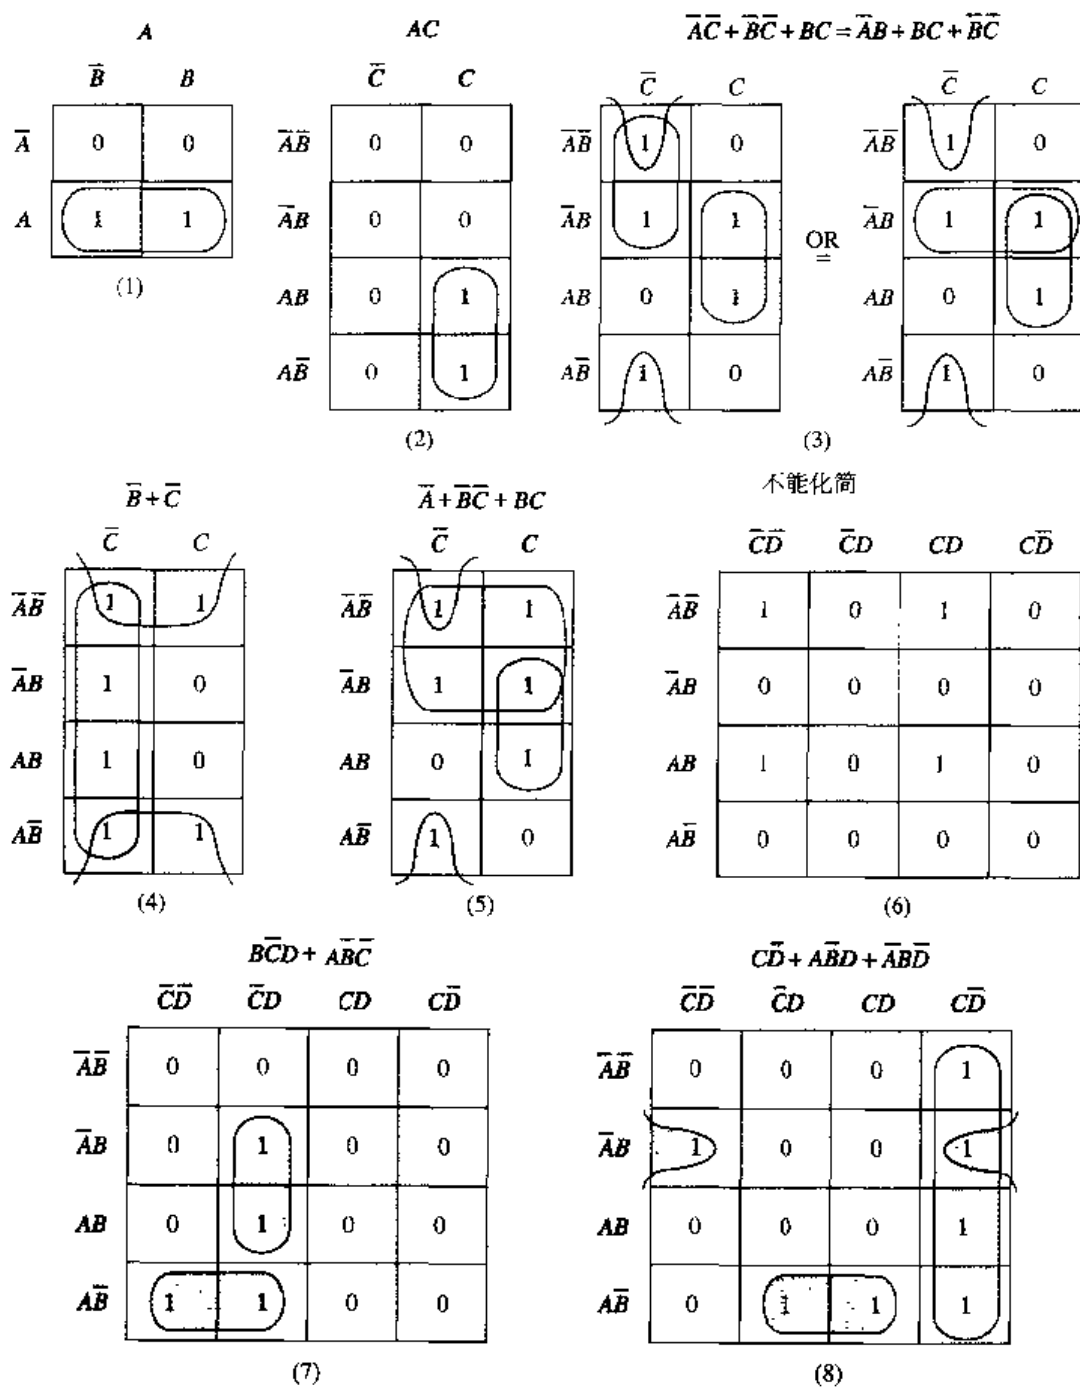 A AC A̅C̅ + B̅C̅ + BC = A̅B + BC + B̅C̅
B̅ B C̅ C C̅ C C̅ C
A̅ 0 0 A̅B̅ 0 0 A̅B̅ 1 0 A̅B̅ 1 0
A 1 1 A̅B 0 0 A̅B 1 1 OR = A̅B 1 1
(1) AB 0 1 AB 0 1 AB 0 1
AB̅ 0 1 AB̅ 1 0 AB̅ 1 0
(2) (3)
B̅ + C̅ A̅ + B̅C̅ + BC 不能化简
C̅ C C̅ C C̅D̅ C̅D CD CD̅
A̅B̅ 1 1 A̅B̅ 1 1 A̅B̅ 1 0 1 0
A̅B 1 0 A̅B 1 1 A̅B 0 0 0 0
AB 1 0 AB 0 1 AB 1 0 1 0
AB̅ 1 1 AB̅ 1 0 AB̅ 0 0 0 0
(4) (5) (6)
BC̅D + AB̅C̅ CD̅ + AB̅D + A̅BD̅
C̅D̅ C̅D CD CD̅ C̅D̅ C̅D CD CD̅
A̅B̅ 0 0 0 0 A̅B̅ 0 0 0 1
A̅B 0 1 0 0 A̅B 1 0 0 1
AB 0 1 0 0 AB 0 0 0 1
AB̅ 1 1 0 0 AB̅ 0 1 1 1
(7) (8)